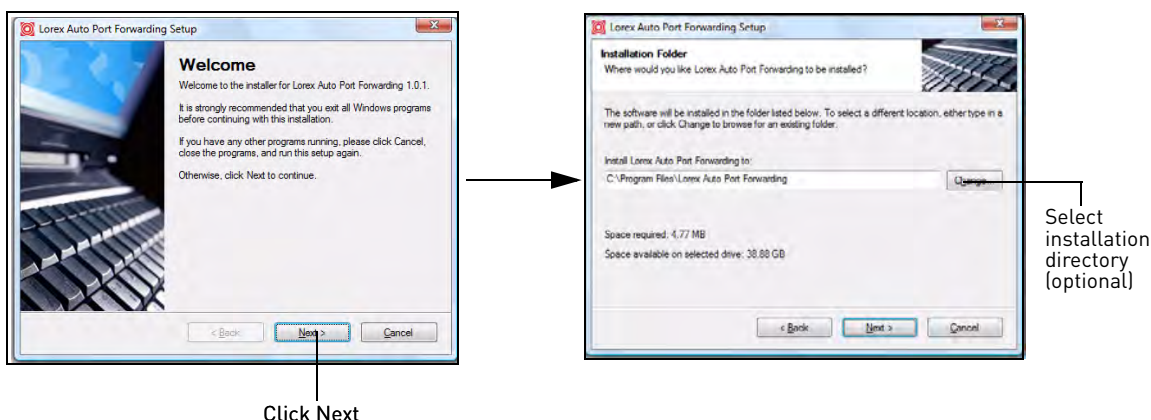 Lorex Auto Port Forwarding Setup
Welcome
Welcome to the installer for Lorex Auto Port Forwarding 1.0.1.
It is strongly recommended that you exit all Windows programs
before continuing with this installation.
If you have any other programs running, please click Cancel,
close the programs, and run this setup again.
Otherwise, click Next to continue.
< Back
Next >
Cancel
Click Next
Lorex Auto Port Forwarding Setup
Installation Folder
Where would you like Lorex Auto Port Forwarding to be installed?
The software will be installed in the folder listed below. To select a different location, either type in a
new path, or click Change to browse for an existing folder.
Install Lorex Auto Port Forwarding to:
C:\Program Files\Lorex Auto Port Forwarding
Change...
Space required: 4.77 MB
Space available on selected drive: 38.88 GB
< Back
Next >
Cancel
Select
installation
directory
(optional)